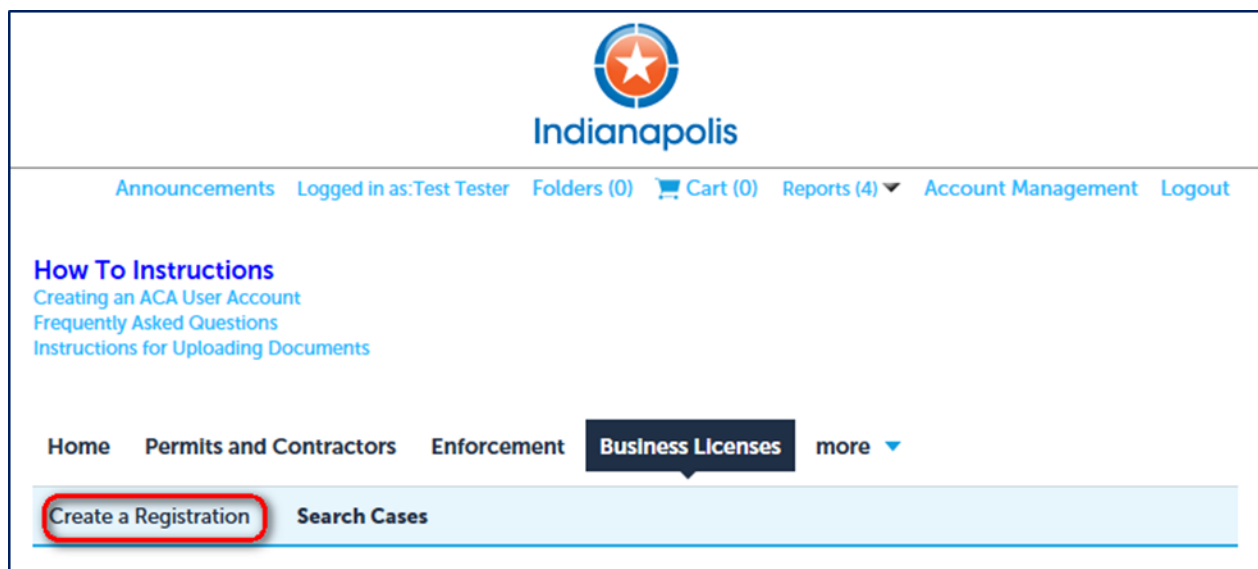 Indianapolis
Announcements Logged in as:Test Tester Folders (0) Cart (0) Reports (4) Account Management Logout
How To Instructions
Creating an ACA User Account
Frequently Asked Questions
Instructions for Uploading Documents
Home Permits and Contractors Enforcement Business Licenses more
Create a Registration Search Cases